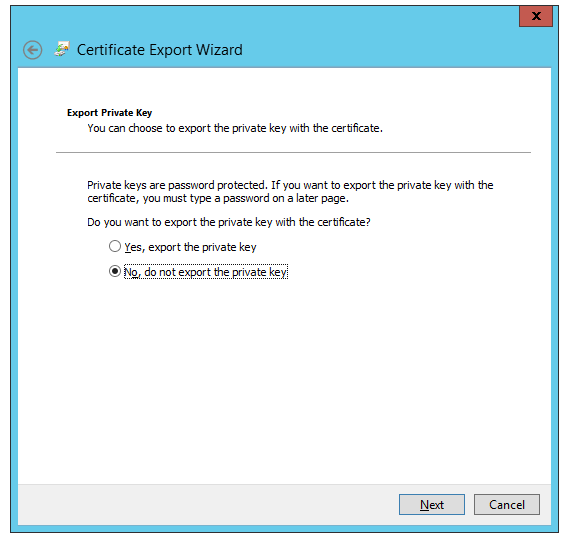 x
Certificate Export Wizard
Export Private Key
You can choose to export the private key with the certificate.
Private keys are password protected. If you want to export the private key with the
certificate, you must type a password on a later page.
Do you want to export the private key with the certificate?
Yes, export the private key
No, do not export the private key
Next
Cancel